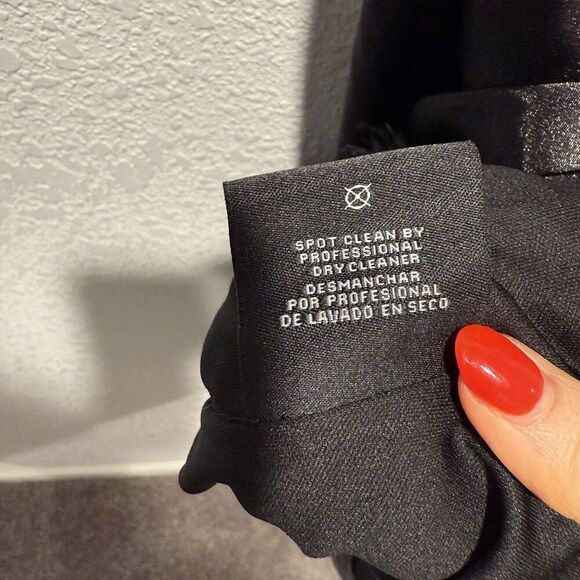 SPOT CLEAN BY
PROFESSIONAL
DRY CLEANER
DESMANCHAR
POR PROFESIONAL
DE LAVADO EN SECO